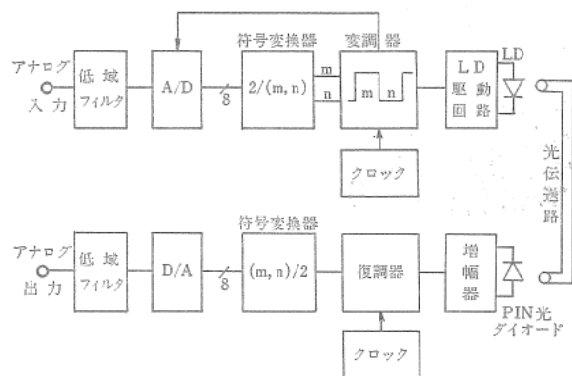 符号変換器
変調器
アナログ
入力
低域
フィルタ
A/D
8
2/(m, n)
m
n
m
n
LD
駆動
回路
LD
クロック
光伝送路
符号変換器
アナログ
出力
低域
フィルタ
D/A
8
(m, n)/2
復調器
増
幅
器
PIN光
ダイオード
クロック